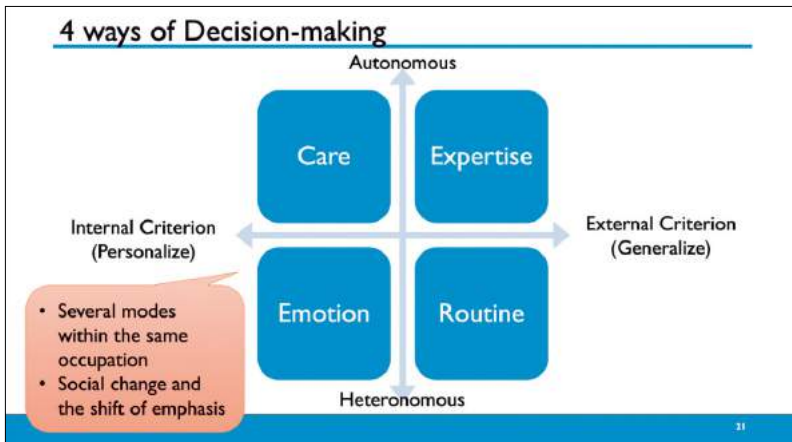 4 ways of Decision-making
Autonomous
Care
Expertise
Internal Criterion
(Personalize)
External Criterion
(Generalize)
Emotion
Routine
• Several modes
within the same
occupation
• Social change and
the shift of emphasis
Heteronomous
21